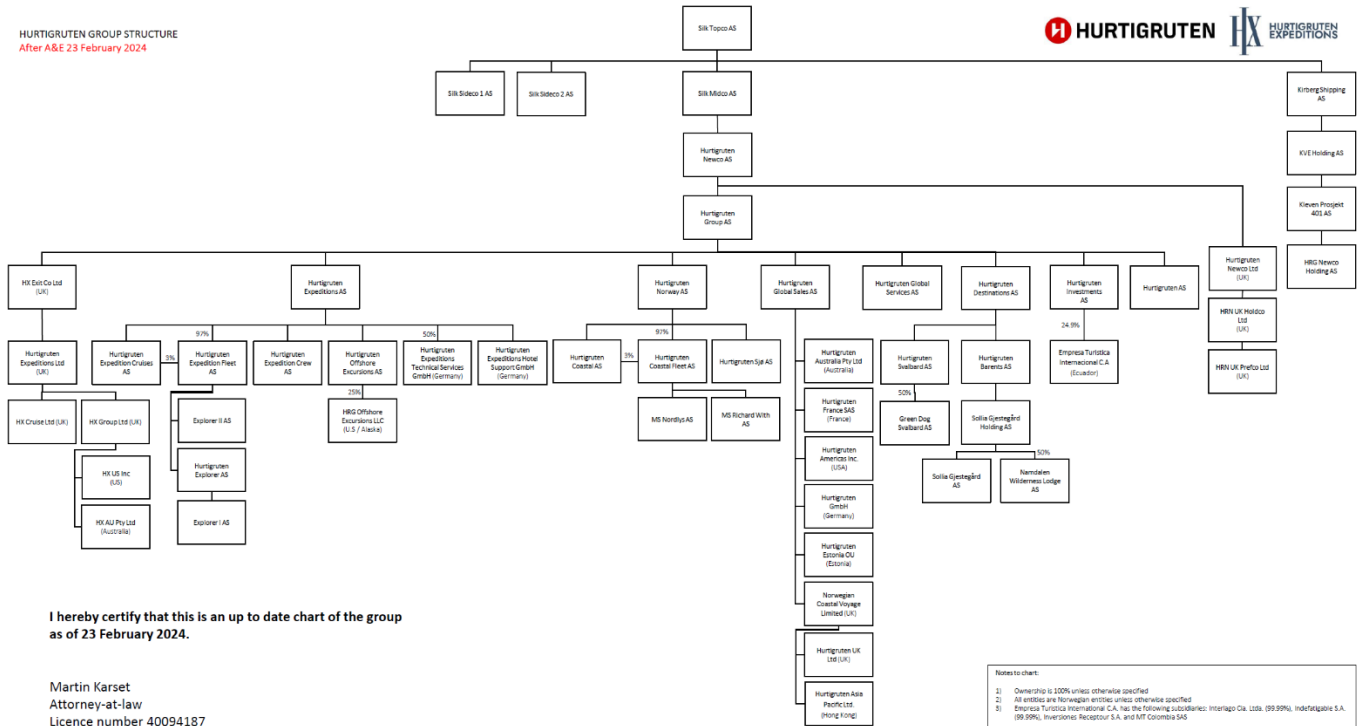 HURTIGRUTEN GROUP STRUCTURE
After A&E 23 February 2024
HURTIGRUTEN
HX
HURTIGRUTEN
EXPEDITIONS
Silk Topco AS
Silk Sideco 1 AS
Silk Sideco 2 AS
Silk Midco AS
Kirberg Shipping
AS
Hurtigruten
Newco AS
KVE Holding AS
Hurtigruten
Group AS
Kleven Prosjekt
401 AS
HRG Newco
Holding AS
HX Exit Co Ltd
(UK)
Hurtigruten
Expeditions AS
Hurtigruten
Norway AS
Hurtigruten
Global Sales AS
Hurtigruten Global
Services AS
Hurtigruten
Destinations AS
Hurtigruten
Investments
AS
Hurtigruten AS
Hurtigruten
Newco Ltd
(UK)
HRN UK Holdco
Ltd
(UK)
HRN UK Prefco Ltd
(UK)
Hurtigruten
Expeditions Ltd
(UK)
Hurtigruten
Expedition Cruises
AS
3%
97%
Hurtigruten
Expedition Fleet
AS
Hurtigruten
Expedition Crew
AS
Hurtigruten
Offshore
Excursions AS
50%
Hurtigruten
Expeditions
Technical Services
GmbH (Germany)
Hurtigruten
Expeditions Hotel
Support GmbH
(Germany)
Hurtigruten
Coastal AS
3%
97%
Hurtigruten
Coastal Fleet AS
Hurtigruten Sjø AS
Hurtigruten
Australia Pty Ltd
(Australia)
Hurtigruten
Svalbard AS
Hurtigruten
Barents AS
24.9%
Empresa Turistica
Internacional C.A
(Ecuador)
HX Cruise Ltd (UK)
HX Group Ltd (UK)
Explorer II AS
25%
HRG Offshore
Excursions LLC
(U.S / Alaska)
MS Nordlys AS
MS Richard With
AS
Hurtigruten
France SAS
(France)
50%
Green Dog
Svalbard AS
Sollia Gjestegård
Holding AS
HX US Inc
(US)
Hurtigruten
Explorer AS
Hurtigruten
Americas Inc.
(USA)
Sollia Gjestegård
AS
50%
Namdalen
Wilderness Lodge
AS
HX AU Pty Ltd
(Australia)
Explorer I AS
Hurtigruten
GmbH
(Germany)
Hurtigruten
Estonia OU
(Estonia)
Norwegian
Coastal Voyage
Limited (UK)
Hurtigruten UK
Ltd (UK)
Hurtigruten Asia
Pacific Ltd.
(Hong Kong)
I hereby certify that this is an up to date chart of the group
as of 23 February 2024.
Martin Karset
Attorney-at-law
Licence number 40094187
Notes to chart:
1) Ownership is 100% unless otherwise specified
2) All entities are Norwegian entities unless otherwise specified
3) Empresa Turistica International C.A. has the following subsidiaries: Interlago Cia. Ltda. (99.99%), Indefatigable S.A.
(99.99%), Inversiones Receptour S.A. and MT Colombia SAS